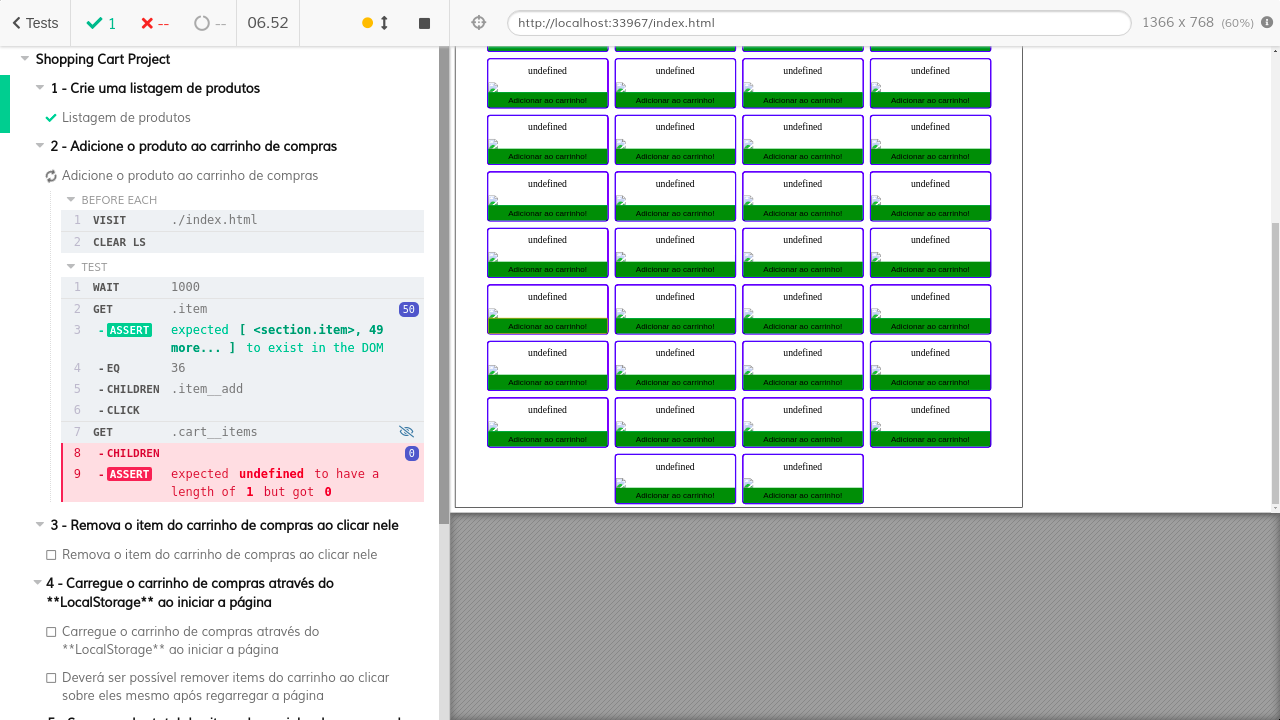 Tests
1
--
--
06.52
http://localhost:33967/index.html
1366 x 768 (60%)
Shopping Cart Project
1 - Crie uma listagem de produtos
Listagem de produtos
2 - Adicione o produto ao carrinho de compras
Adicione o produto ao carrinho de compras
BEFORE EACH
1 VISIT ./index.html
2 CLEAR LS
TEST
1 WAIT 1000
2 GET .item 50
3 -ASSERT expected [ <section.item>, 49
more... ] to exist in the DOM
4 -EQ 36
5 -CHILDREN .item__add
6 -CLICK
7 GET .cart__items
8 -CHILDREN 0
9 -ASSERT expected undefined to have a
length of 1 but got 0
3 - Remova o item do carrinho de compras ao clicar nele
Remova o item do carrinho de compras ao clicar nele
4 - Carregue o carrinho de compras através do
**LocalStorage** ao iniciar a página
Carregue o carrinho de compras através do
**LocalStorage** ao iniciar a página
Deverá ser possível remover items do carrinho ao clicar
sobre eles mesmo após regarregar a página
undefined undefined undefined undefined
Adicionar ao carrinho! Adicionar ao carrinho! Adicionar ao carrinho! Adicionar ao carrinho!
undefined undefined undefined undefined
Adicionar ao carrinho! Adicionar ao carrinho! Adicionar ao carrinho! Adicionar ao carrinho!
undefined undefined undefined undefined
Adicionar ao carrinho! Adicionar ao carrinho! Adicionar ao carrinho! Adicionar ao carrinho!
undefined undefined undefined undefined
Adicionar ao carrinho! Adicionar ao carrinho! Adicionar ao carrinho! Adicionar ao carrinho!
undefined undefined undefined undefined
Adicionar ao carrinho! Adicionar ao carrinho! Adicionar ao carrinho! Adicionar ao carrinho!
undefined undefined undefined undefined
Adicionar ao carrinho! Adicionar ao carrinho! Adicionar ao carrinho! Adicionar ao carrinho!
undefined undefined undefined undefined
Adicionar ao carrinho! Adicionar ao carrinho! Adicionar ao carrinho! Adicionar ao carrinho!
undefined undefined
Adicionar ao carrinho! Adicionar ao carrinho!